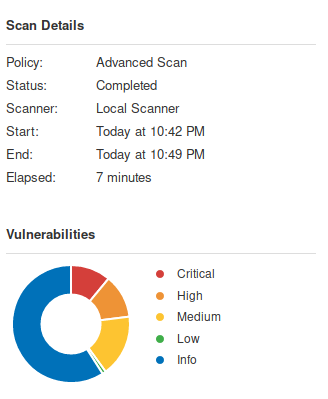 Scan Details
Policy: Advanced Scan
Status: Completed
Scanner: Local Scanner
Start: Today at 10:42 PM
End: Today at 10:49 PM
Elapsed: 7 minutes
Vulnerabilities
Critical
High
Medium
Low
Info